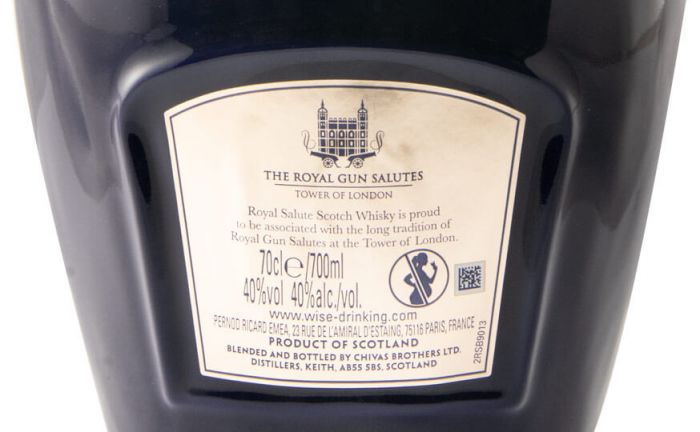 THE ROYAL GUN SALUTES
TOWER OF LONDON
Royal Salute Scotch Whisky is proud
to be associated with the long tradition of
Royal Gun Salutes at the Tower of London.
70cl℮/700ml
40%vol 40%alc./vol.
www.wise-drinking.com
PERNOD RICARD EMEA, 23 RUE DE L'AMIRAL D'ESTAING, 75116 PARIS, FRANCE
PRODUCT OF SCOTLAND
BLENDED AND BOTTLED BY CHIVAS BROTHERS LTD.
DISTILLERS, KEITH, AB55 5BS, SCOTLAND
2RSB9013